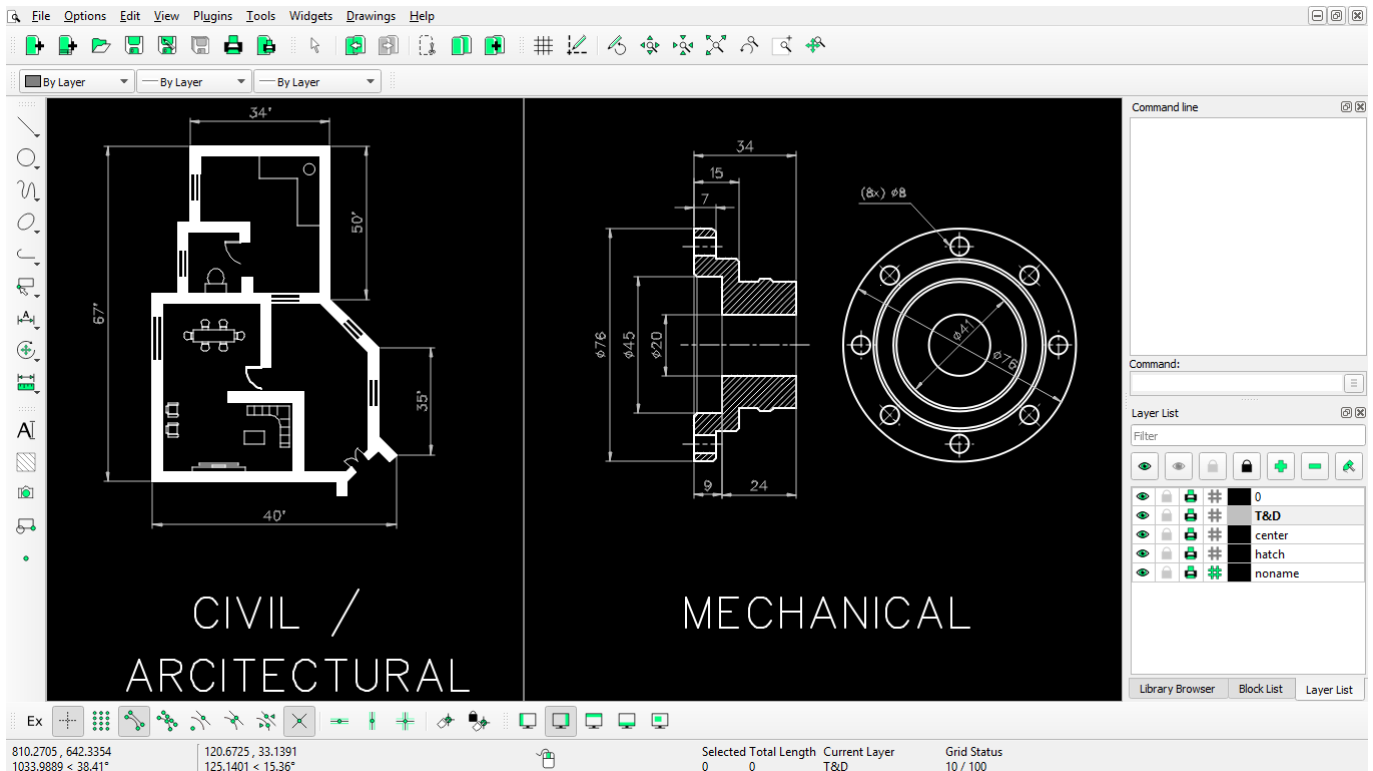 File Options Edit View Plugins Tools Widgets Drawings Help
By Layer By Layer By Layer
34'
50'
67'
35'
40'
CIVIL /
ARCITECTURAL
34
15
7
(8x) ⌀8
⌀76
⌀45
⌀20
⌀41
⌀76
9 24
MECHANICAL
Command line
Command:
Layer List
Filter
0
T&D
center
hatch
noname
Library Browser Block List Layer List
Ex
810.2705 , 642.3354 120.6725 , 33.1391 Selected Total Length Current Layer Grid Status
1033.9889 < 38.41° 125.1401 < 15.36° 0 0 T&D 10 / 100